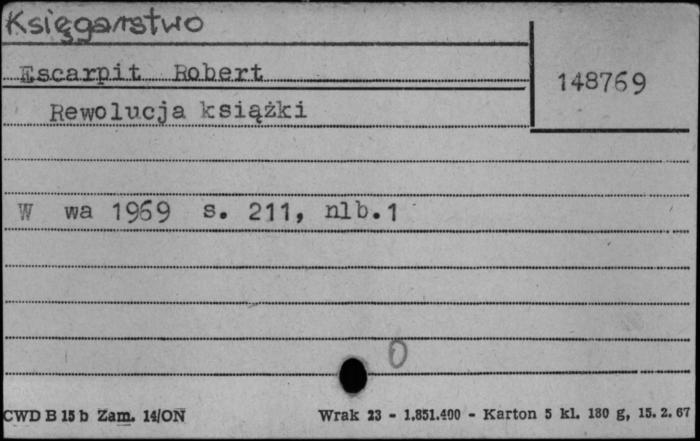 Księgarstwo
Escarpit Robert
148769
Rewolucja książki
W wa 1969 s. 211, nlb.1
0
CWD B 15 b Zam. 14/ON Wrak 23 - 1.851.400 - Karton 5 kl. 180 g, 15. 2. 67